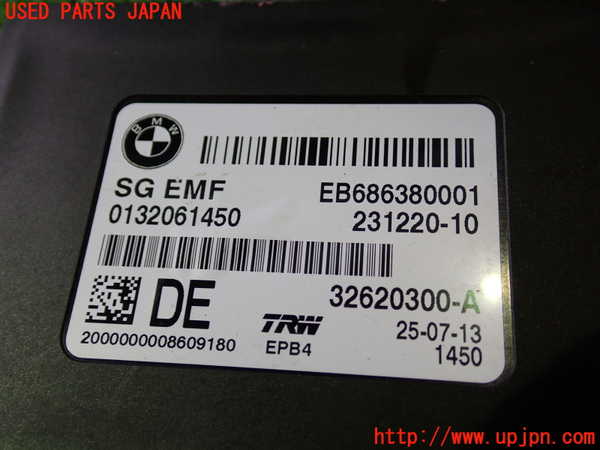 USED PARTS JAPAN
BMW
SG EMF
EB686380001
0132061450
231220-10
DE
32620300-A
TRW
25-07-13
2000000008609180
EPB4
1450
www.upjpn.com